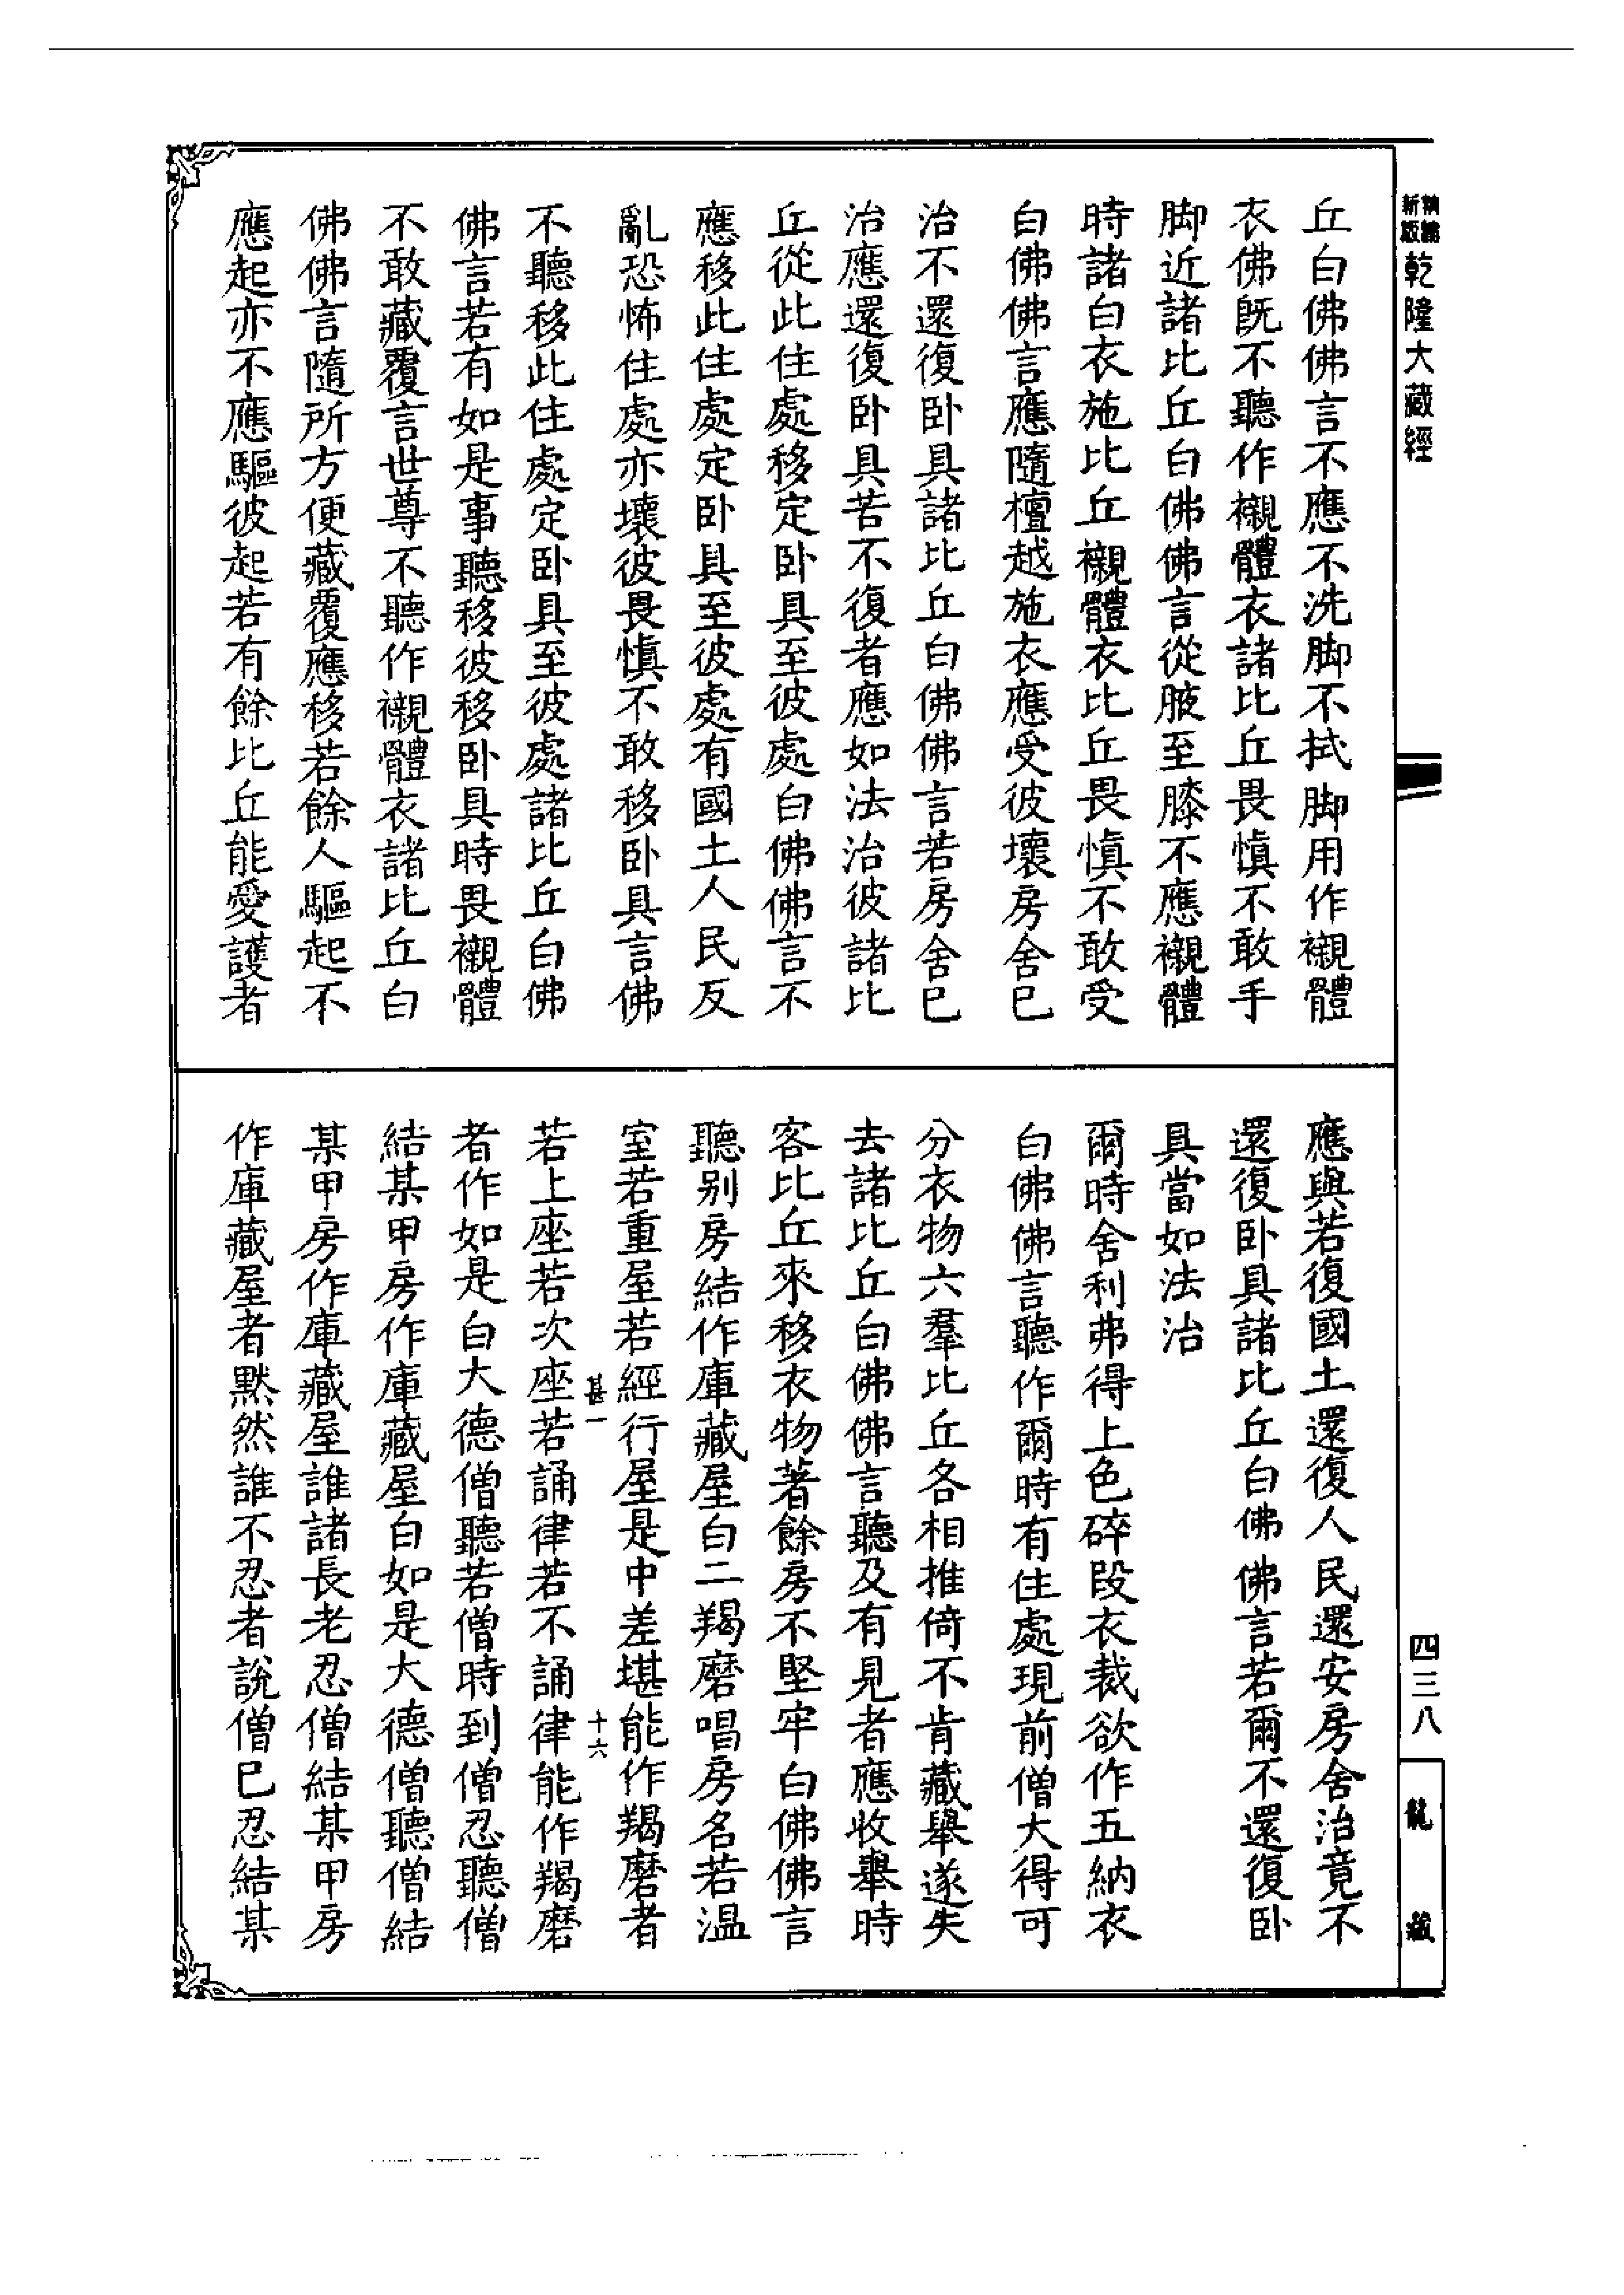 新版精編乾隆大藏經
四三八
龍藏
丘白佛佛言不應不洗脚不拭脚用作襯體
衣佛既不聽作襯體衣諸比丘畏慎不敢手
脚近諸比丘白佛佛言從腋至膝不應襯體
時諸白衣施比丘襯體衣比丘畏慎不敢受
白佛佛言應隨檀越施衣應受彼壞房舍已
治不還復卧具諸比丘白佛佛言若房舍已
治應還復卧具若不復者應如法治彼諸比
丘從此住處移定卧具至彼處白佛佛言不
應移此住處定卧具至彼處有國土人民反
亂恐怖住處亦壞彼畏慎不敢移卧具言佛
不聽移此住處定卧具至彼處諸比丘白佛
佛言若有如是事聽移彼移卧具時畏襯體
不敢藏覆言世尊不聽作襯體衣諸比丘白
佛佛言隨所方便藏覆應移若餘人驅起不
應起亦不應驅彼起若有餘比丘能愛護者
應與若復國土還復人民還安房舍治竟不
還復卧具諸比丘白佛佛言若爾不還復卧
具當如法治
爾時舍利弗得上色碎段衣裁欲作五納衣
白佛佛言聽作爾時有住處現前僧大得可
分衣物六羣比丘各相推倚不肯藏舉遂失
去諸比丘白佛佛言聽及有見者應收舉時
客比丘來移衣物著餘房不堅牢白佛佛言
聽别房結作庫藏屋白二羯磨唱房名若温
室若重屋若經行屋是中差堪能作羯磨者
甚一 十六
若上座若次座若誦律若不誦律能作羯磨
者作如是白大德僧聽若僧時到僧忍聽僧
結某甲房作庫藏屋白如是大德僧聽僧結
某甲房作庫藏屋誰諸長老忍僧結某甲房
作庫藏屋者默然誰不忍者說僧已忍結某